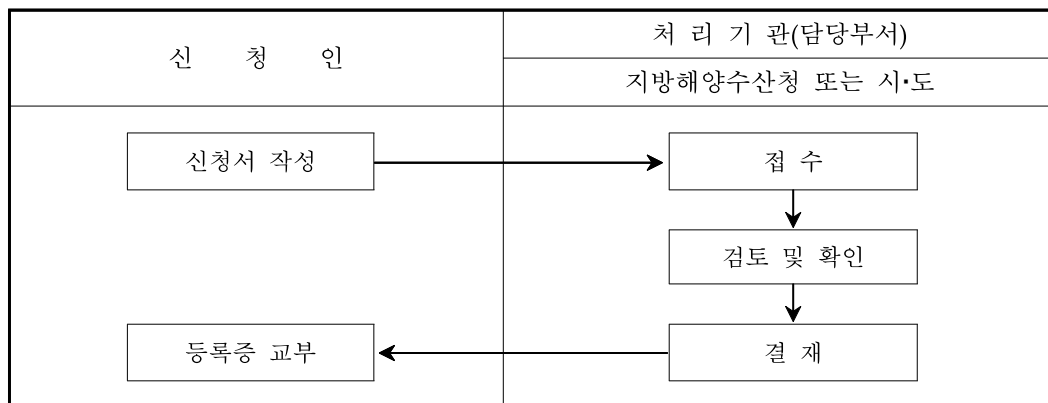 신 청 인
처 리 기 관(담당부서)
지방해양수산청 또는 시·도
신청서 작성
접 수
검토 및 확인
등록증 교부
결 재